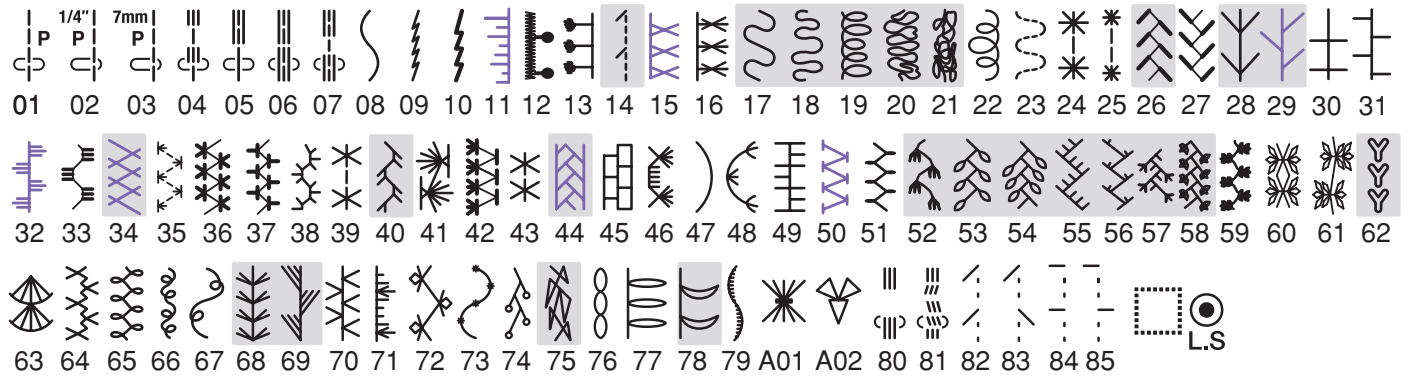 1/4" 7mm
P P P
01 02 03 04 05 06 07 08 09 10 11 12 13 14 15 16 17 18 19 20 21 22 23 24 25 26 27 28 29 30 31
32 33 34 35 36 37 38 39 40 41 42 43 44 45 46 47 48 49 50 51 52 53 54 55 56 57 58 59 60 61 62
L.S
63 64 65 66 67 68 69 70 71 72 73 74 75 76 77 78 79 A01 A02 80 81 82 83 84 85